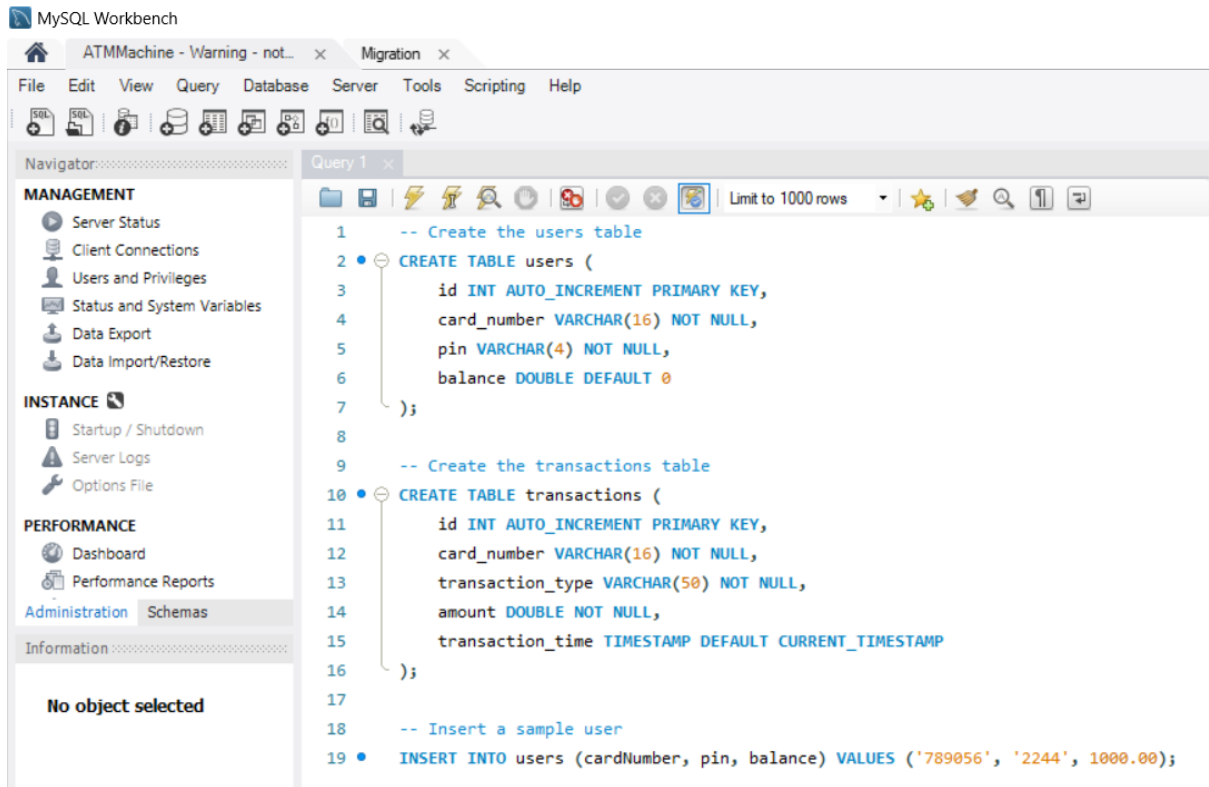 MySQL Workbench
ATMMachine - Warning - not... Migration
File Edit View Query Database Server Tools Scripting Help
Navigator
MANAGEMENT
Server Status
Client Connections
Users and Privileges
Status and System Variables
Data Export
Data Import/Restore
INSTANCE
Startup / Shutdown
Server Logs
Options File
PERFORMANCE
Dashboard
Performance Reports
Administration Schemas
Information
No object selected
Query 1
Limit to 1000 rows
1 -- Create the users table
2 CREATE TABLE users (
3 id INT AUTO_INCREMENT PRIMARY KEY,
4 card_number VARCHAR(16) NOT NULL,
5 pin VARCHAR(4) NOT NULL,
6 balance DOUBLE DEFAULT 0
7 );
8
9 -- Create the transactions table
10 CREATE TABLE transactions (
11 id INT AUTO_INCREMENT PRIMARY KEY,
12 card_number VARCHAR(16) NOT NULL,
13 transaction_type VARCHAR(50) NOT NULL,
14 amount DOUBLE NOT NULL,
15 transaction_time TIMESTAMP DEFAULT CURRENT_TIMESTAMP
16 );
17
18 -- Insert a sample user
19 INSERT INTO users (cardNumber, pin, balance) VALUES ('789056', '2244', 1000.00);